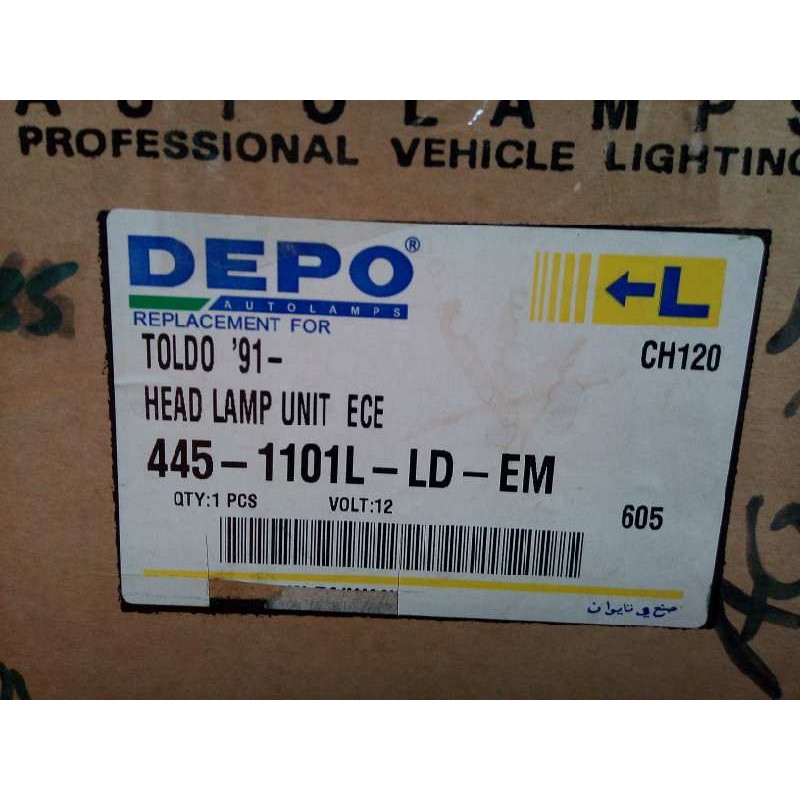 AUTOLAMPS
PROFESSIONAL VEHICLE LIGHTING
DEPO®
AUTOLAMPS
REPLACEMENT FOR
←L
TOLDO '91-
CH120
HEAD LAMP UNIT ECE
445-1101L-LD-EM
QTY:1 PCS VOLT:12
605
صنع في تايوان